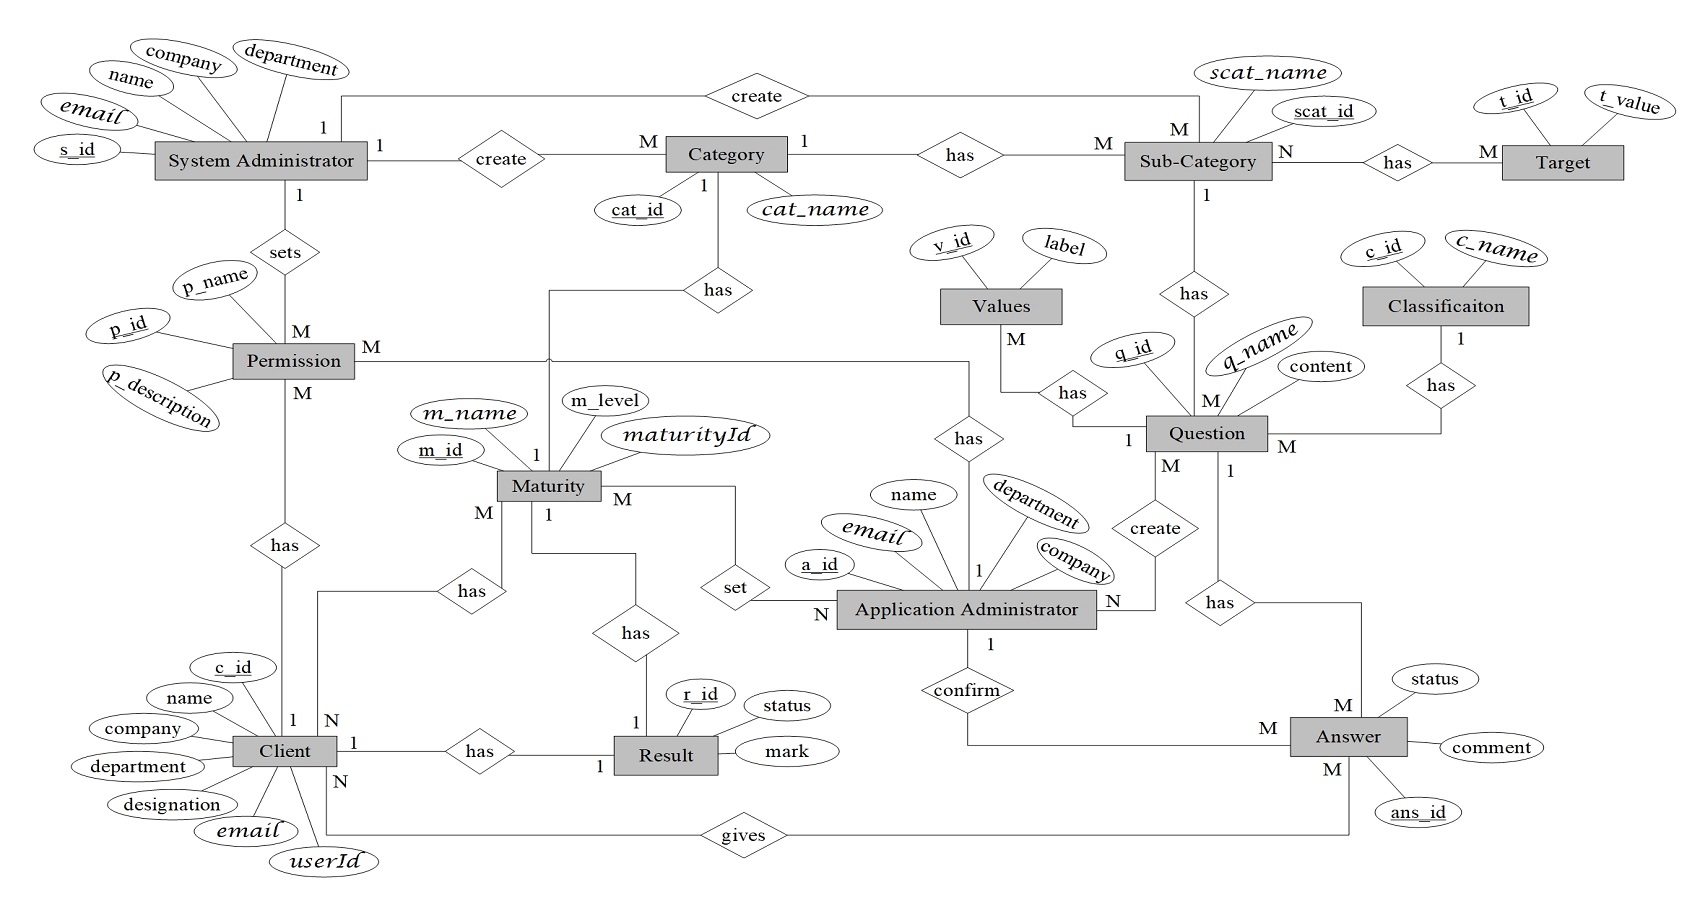 company
department
name
email
s_id
System Administrator
1
1
1
create
create
M
Category
1
1
cat_id
cat_name
has
M
M
scat_name
scat_id
Sub-Category
N
1
has
M
t_id
t_value
Target
sets
p_name
p_id
p_description
M
Permission
M
M
has
v_id
label
Values
M
has
1
has
c_id
c_name
Classificaiton
1
has
M
q_id
q_name
content
M
Question
M
1
m_name
m_level
maturityId
m_id
1
Maturity
M
M
1
has
has
set
N
has
name
department
email
company
a_id
1
Application Administrator
N
1
create
confirm
has
M
M
status
Answer
comment
M
ans_id
has
1
N
c_id
name
company
department
designation
email
userId
Client
1
N
has
1
1
r_id
status
mark
Result
gives